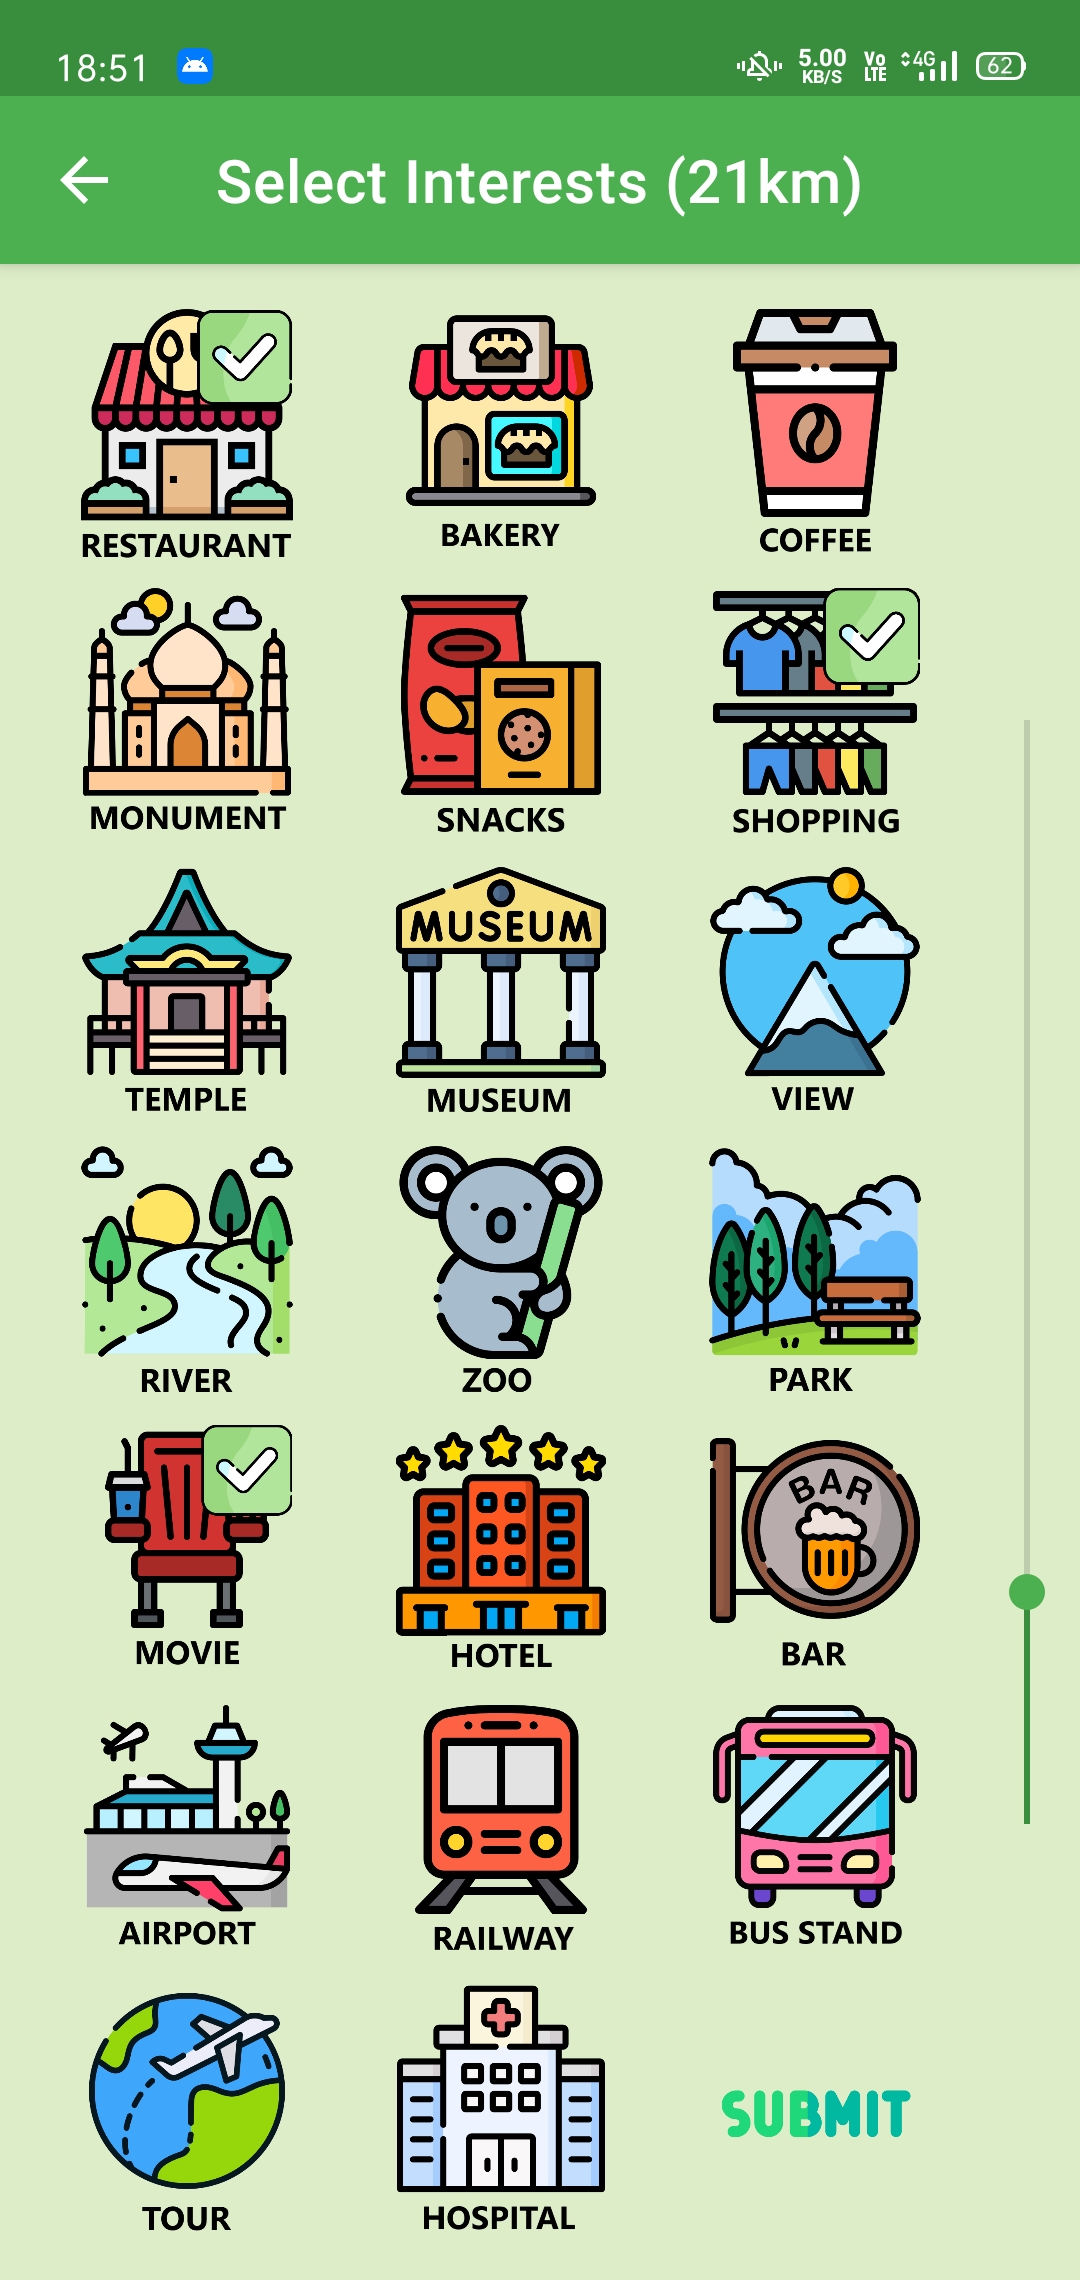 18:51 5.00 KB/S Vo LTE 4G 62
Select Interests (21km)
RESTAURANT BAKERY COFFEE
MONUMENT SNACKS SHOPPING
MUSEUM
TEMPLE MUSEUM VIEW
RIVER ZOO PARK
BAR
MOVIE HOTEL BAR
AIRPORT RAILWAY BUS STAND
SUBMIT
TOUR HOSPITAL